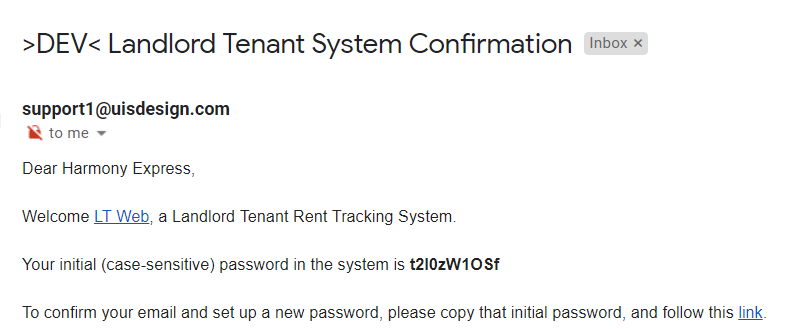 >DEV< Landlord Tenant System Confirmation Inbox ×
support1@uisdesign.com
to me
Dear Harmony Express,
Welcome LT Web, a Landlord Tenant Rent Tracking System.
Your initial (case-sensitive) password in the system is t2l0zW1OSf
To confirm your email and set up a new password, please copy that initial password, and follow this link.